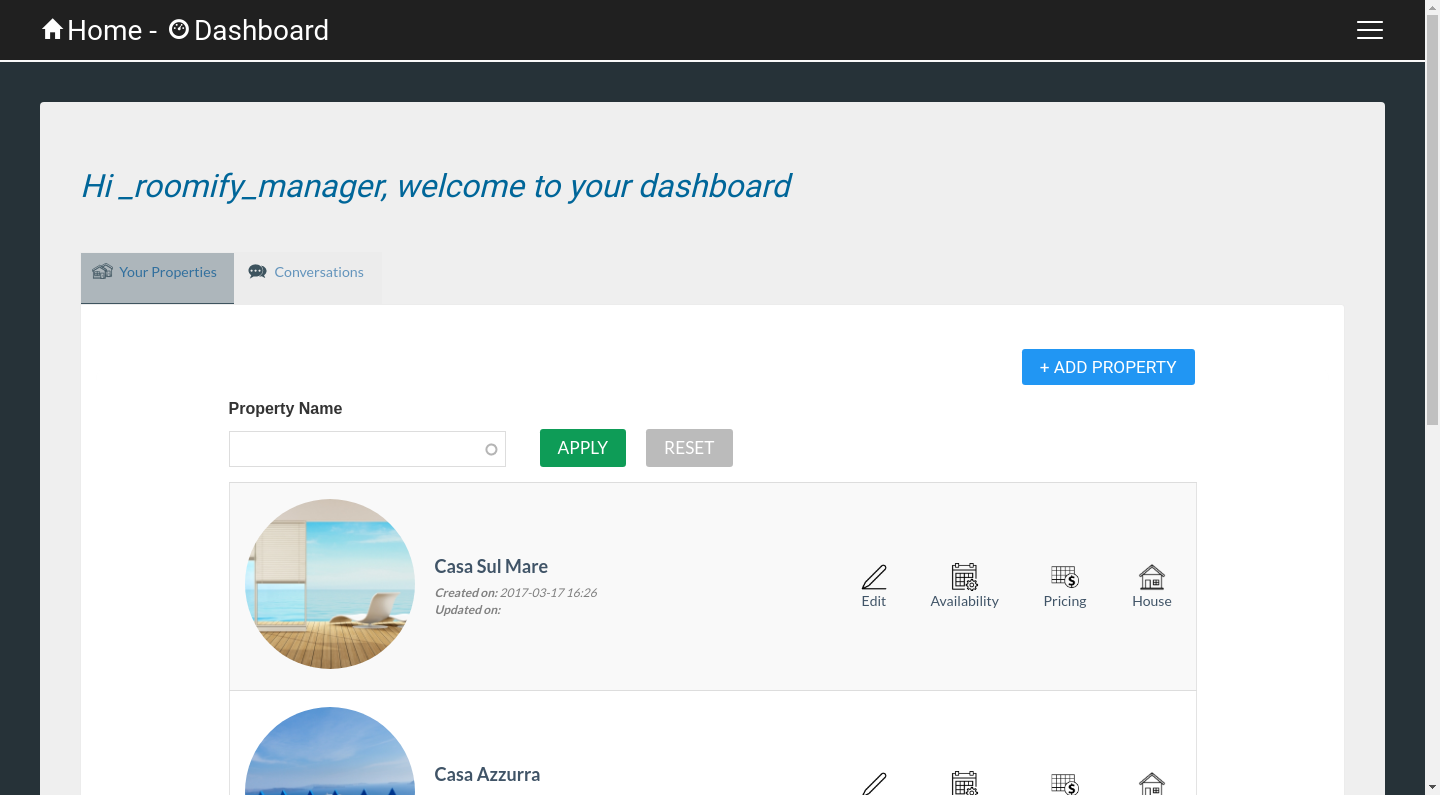 Home - Dashboard
Hi _roomify_manager, welcome to your dashboard
Your Properties Conversations
+ ADD PROPERTY
Property Name
APPLY RESET
Casa Sul Mare
Created on: 2017-03-17 16:26
Updated on:
Edit Availability Pricing House
Casa Azzurra